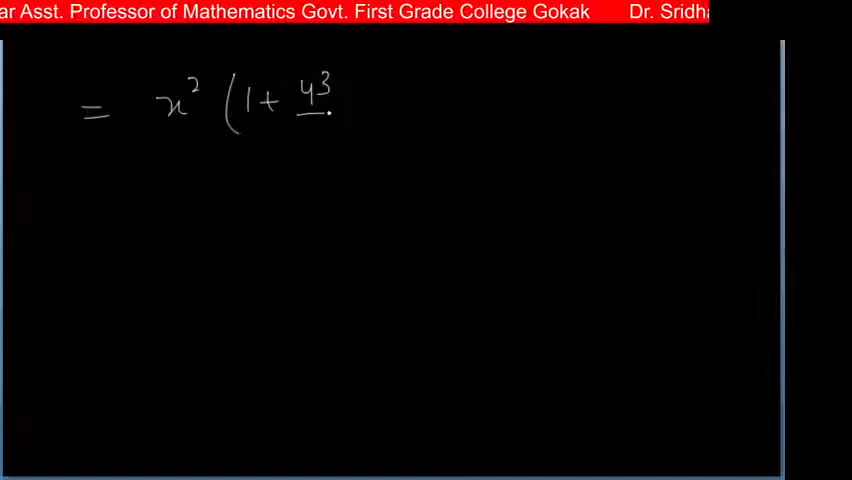 ar Asst. Professor of Mathematics Govt. First Grade College Gokak Dr. Sridha
= x² (1 + y³